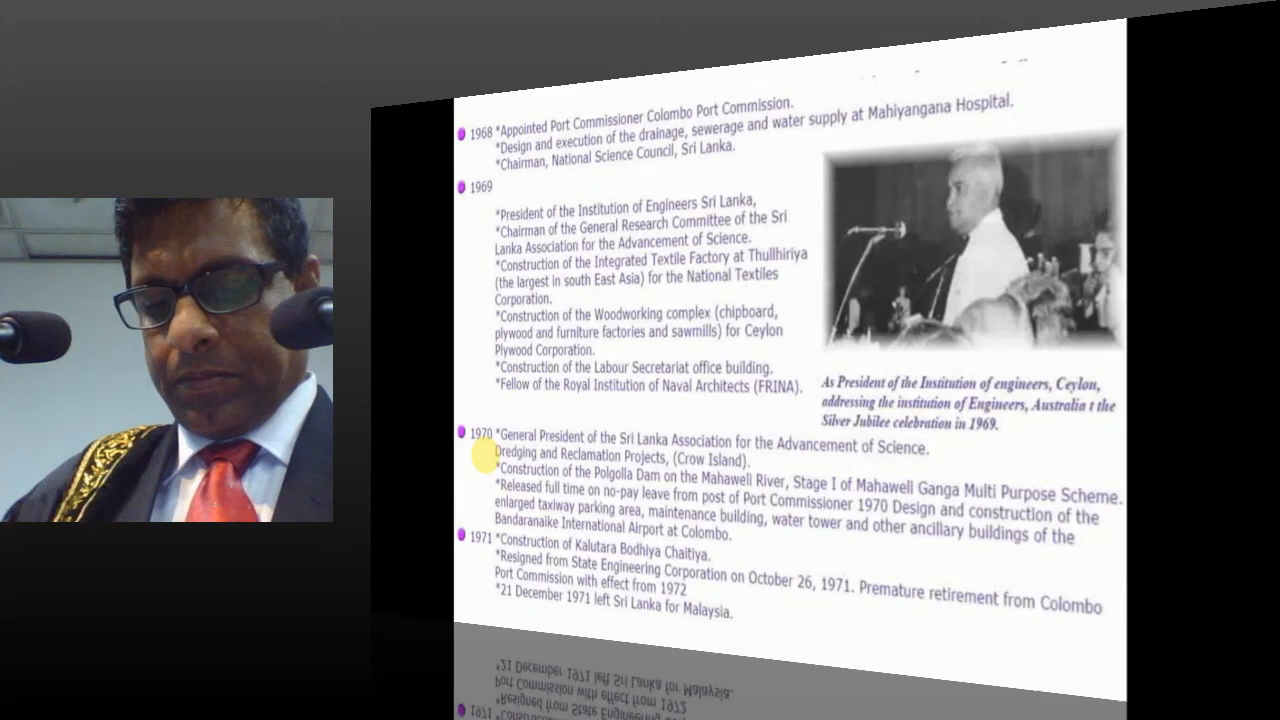 1968 *Appointed Port Commissioner Colombo Port Commission.
*Design and execution of the drainage, sewerage and water supply at Mahiyangana Hospital.
*Chairman, National Science Council, Sri Lanka.
1969
*President of the Institution of Engineers Sri Lanka,
*Chairman of the General Research Committee of the Sri
Lanka Association for the Advancement of Science.
*Construction of the Integrated Textile Factory at Thullhiriya
(the largest in south East Asia) for the National Textiles
Corporation.
*Construction of the Woodworking complex (chipboard,
plywood and furniture factories and sawmills) for Ceylon
Plywood Corporation.
*Construction of the Labour Secretariat office building.
*Fellow of the Royal Institution of Naval Architects (FRINA).
As President of the Institution of engineers, Ceylon,
addressing the institution of Engineers, Australia t the
Silver Jubilee celebration in 1969.
1970 *General President of the Sri Lanka Association for the Advancement of Science.
Dredging and Reclamation Projects, (Crow Island).
*Construction of the Polgolla Dam on the Mahaweli River, Stage I of Mahaweli Ganga Multi Purpose Scheme.
*Released full time on no-pay leave from post of Port Commissioner 1970 Design and construction of the
enlarged taxiway parking area, maintenance building, water tower and other ancillary buildings of the
Bandaranaike International Airport at Colombo.
1971 *Construction of Kalutara Bodhiya Chaitiya.
*Resigned from State Engineering Corporation on October 26, 1971. Premature retirement from Colombo
Port Commission with effect from 1972
*21 December 1971 left Sri Lanka for Malaysia.